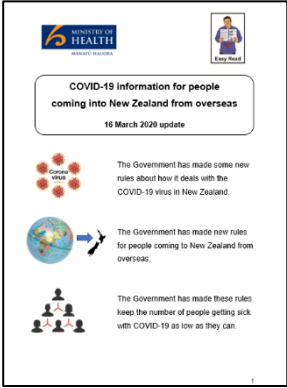 MINISTRY OF
HEALTH
MANATŪ HAUORA
Easy Read
COVID-19 information for people
coming into New Zealand from overseas
16 March 2020 update
Corona
virus
The Government has made some new
rules about how it deals with the
COVID-19 virus in New Zealand.
The Government has made new rules
for people coming to New Zealand from
overseas.
The Government has made these rules
keep the number of people getting sick
with COVID-19 as low as they can.
1